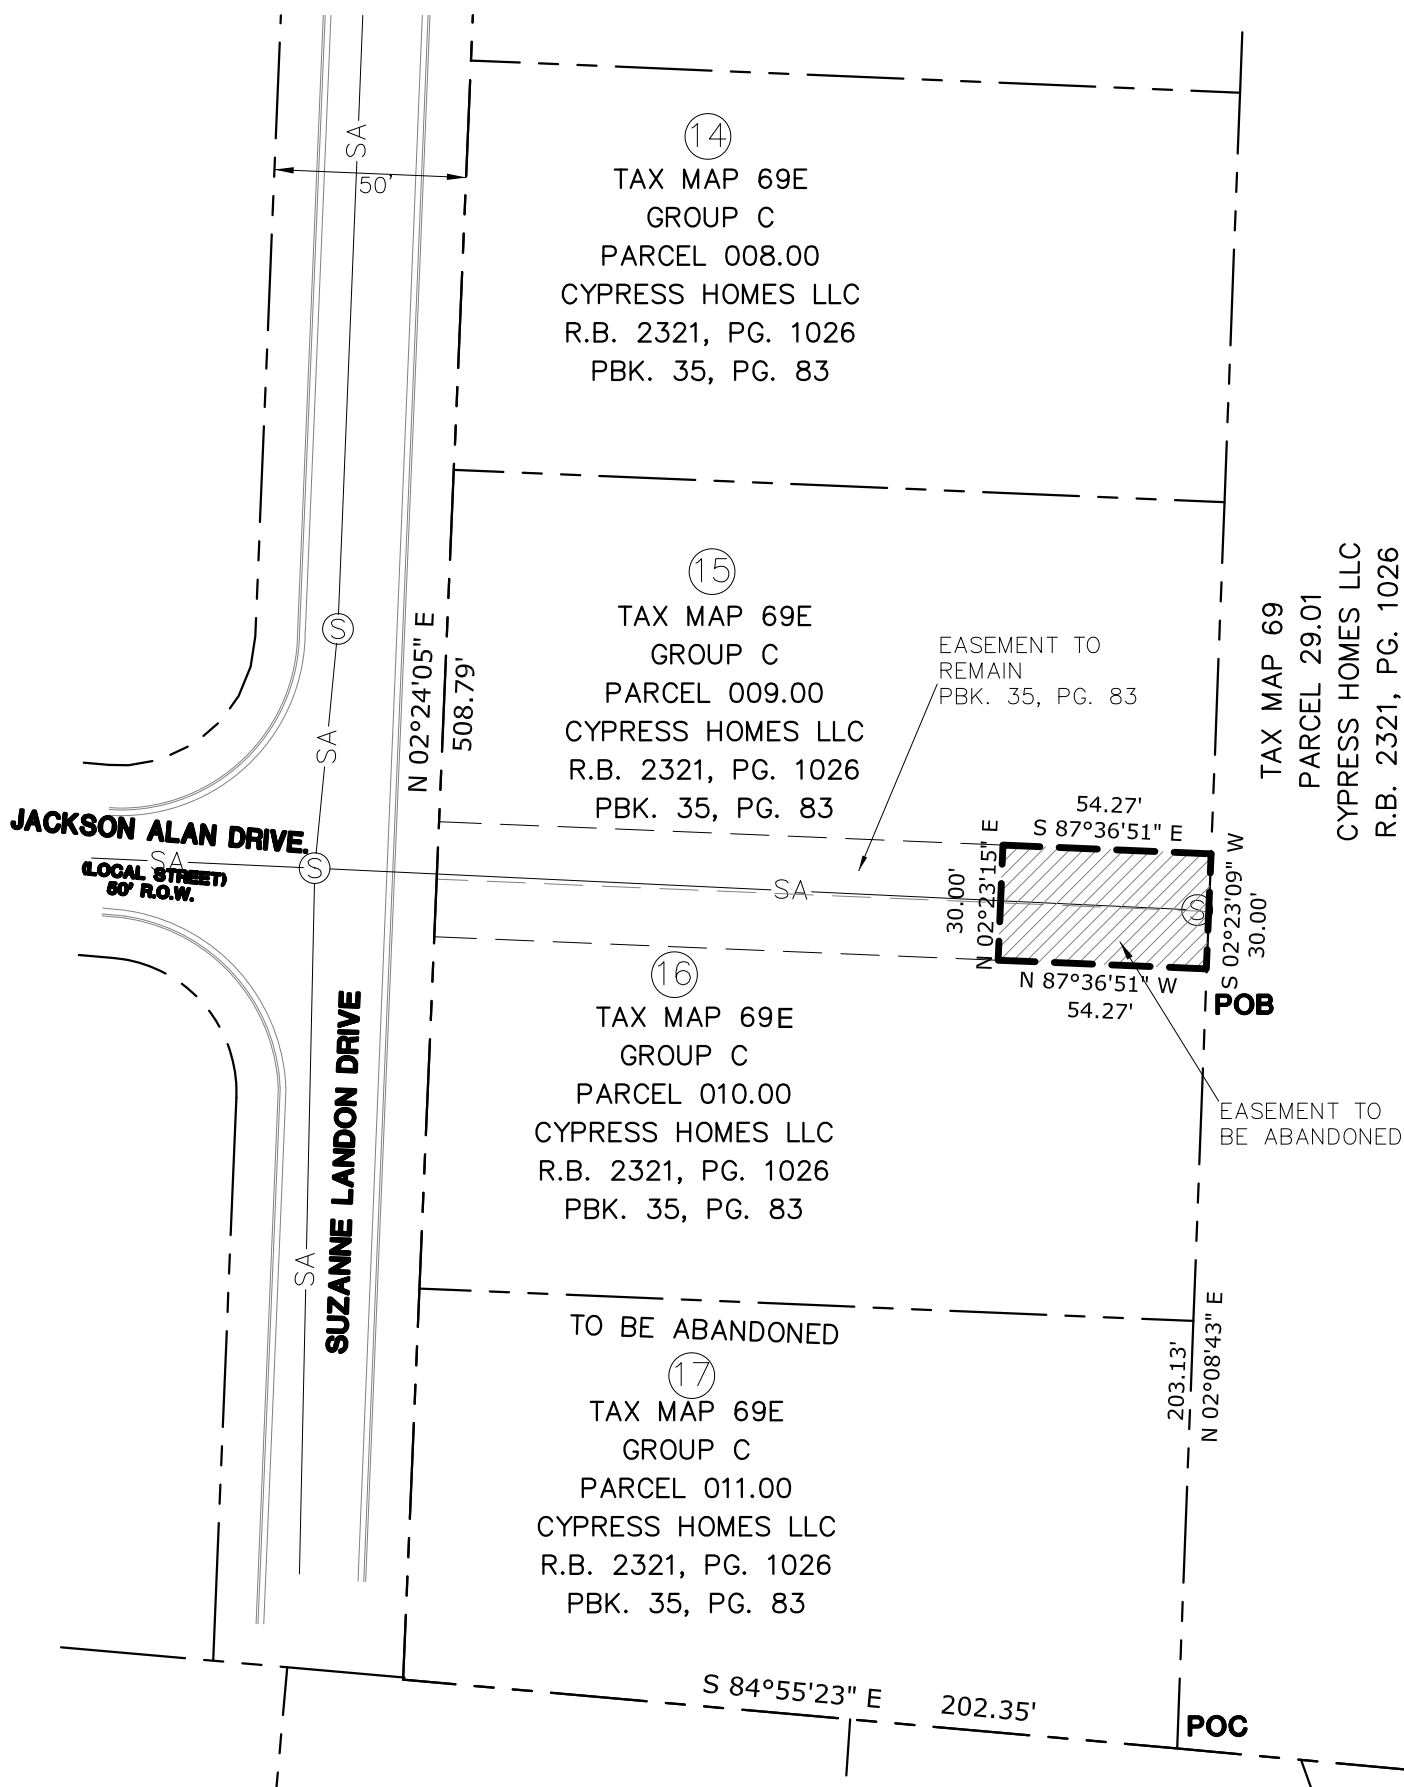 SA
50'
14
TAX MAP 69E
GROUP C
PARCEL 008.00
CYPRESS HOMES LLC
R.B. 2321, PG. 1026
PBK. 35, PG. 83
15
TAX MAP 69E
GROUP C
PARCEL 009.00
CYPRESS HOMES LLC
R.B. 2321, PG. 1026
PBK. 35, PG. 83
EASEMENT TO
REMAIN
PBK. 35, PG. 83
TAX MAP 69
PARCEL 29.01
CYPRESS HOMES LLC
R.B. 2321, PG. 1026
S
N 02°24'05" E
508.79'
SA
JACKSON ALAN DRIVE.
SA
(LOCAL STREET)
50' R.O.W.
S
SA
54.27'
S 87°36'51" E
30.00'
N 02°23'15" E
S
S 02°23'09" W
30.00'
N 87°36'51" W
54.27'
POB
EASEMENT TO
BE ABANDONED
16
TAX MAP 69E
GROUP C
PARCEL 010.00
CYPRESS HOMES LLC
R.B. 2321, PG. 1026
PBK. 35, PG. 83
SUZANNE LANDON DRIVE
SA
TO BE ABANDONED
17
TAX MAP 69E
GROUP C
PARCEL 011.00
CYPRESS HOMES LLC
R.B. 2321, PG. 1026
PBK. 35, PG. 83
203.13'
N 02°08'43" E
S 84°55'23" E 202.35'
POC